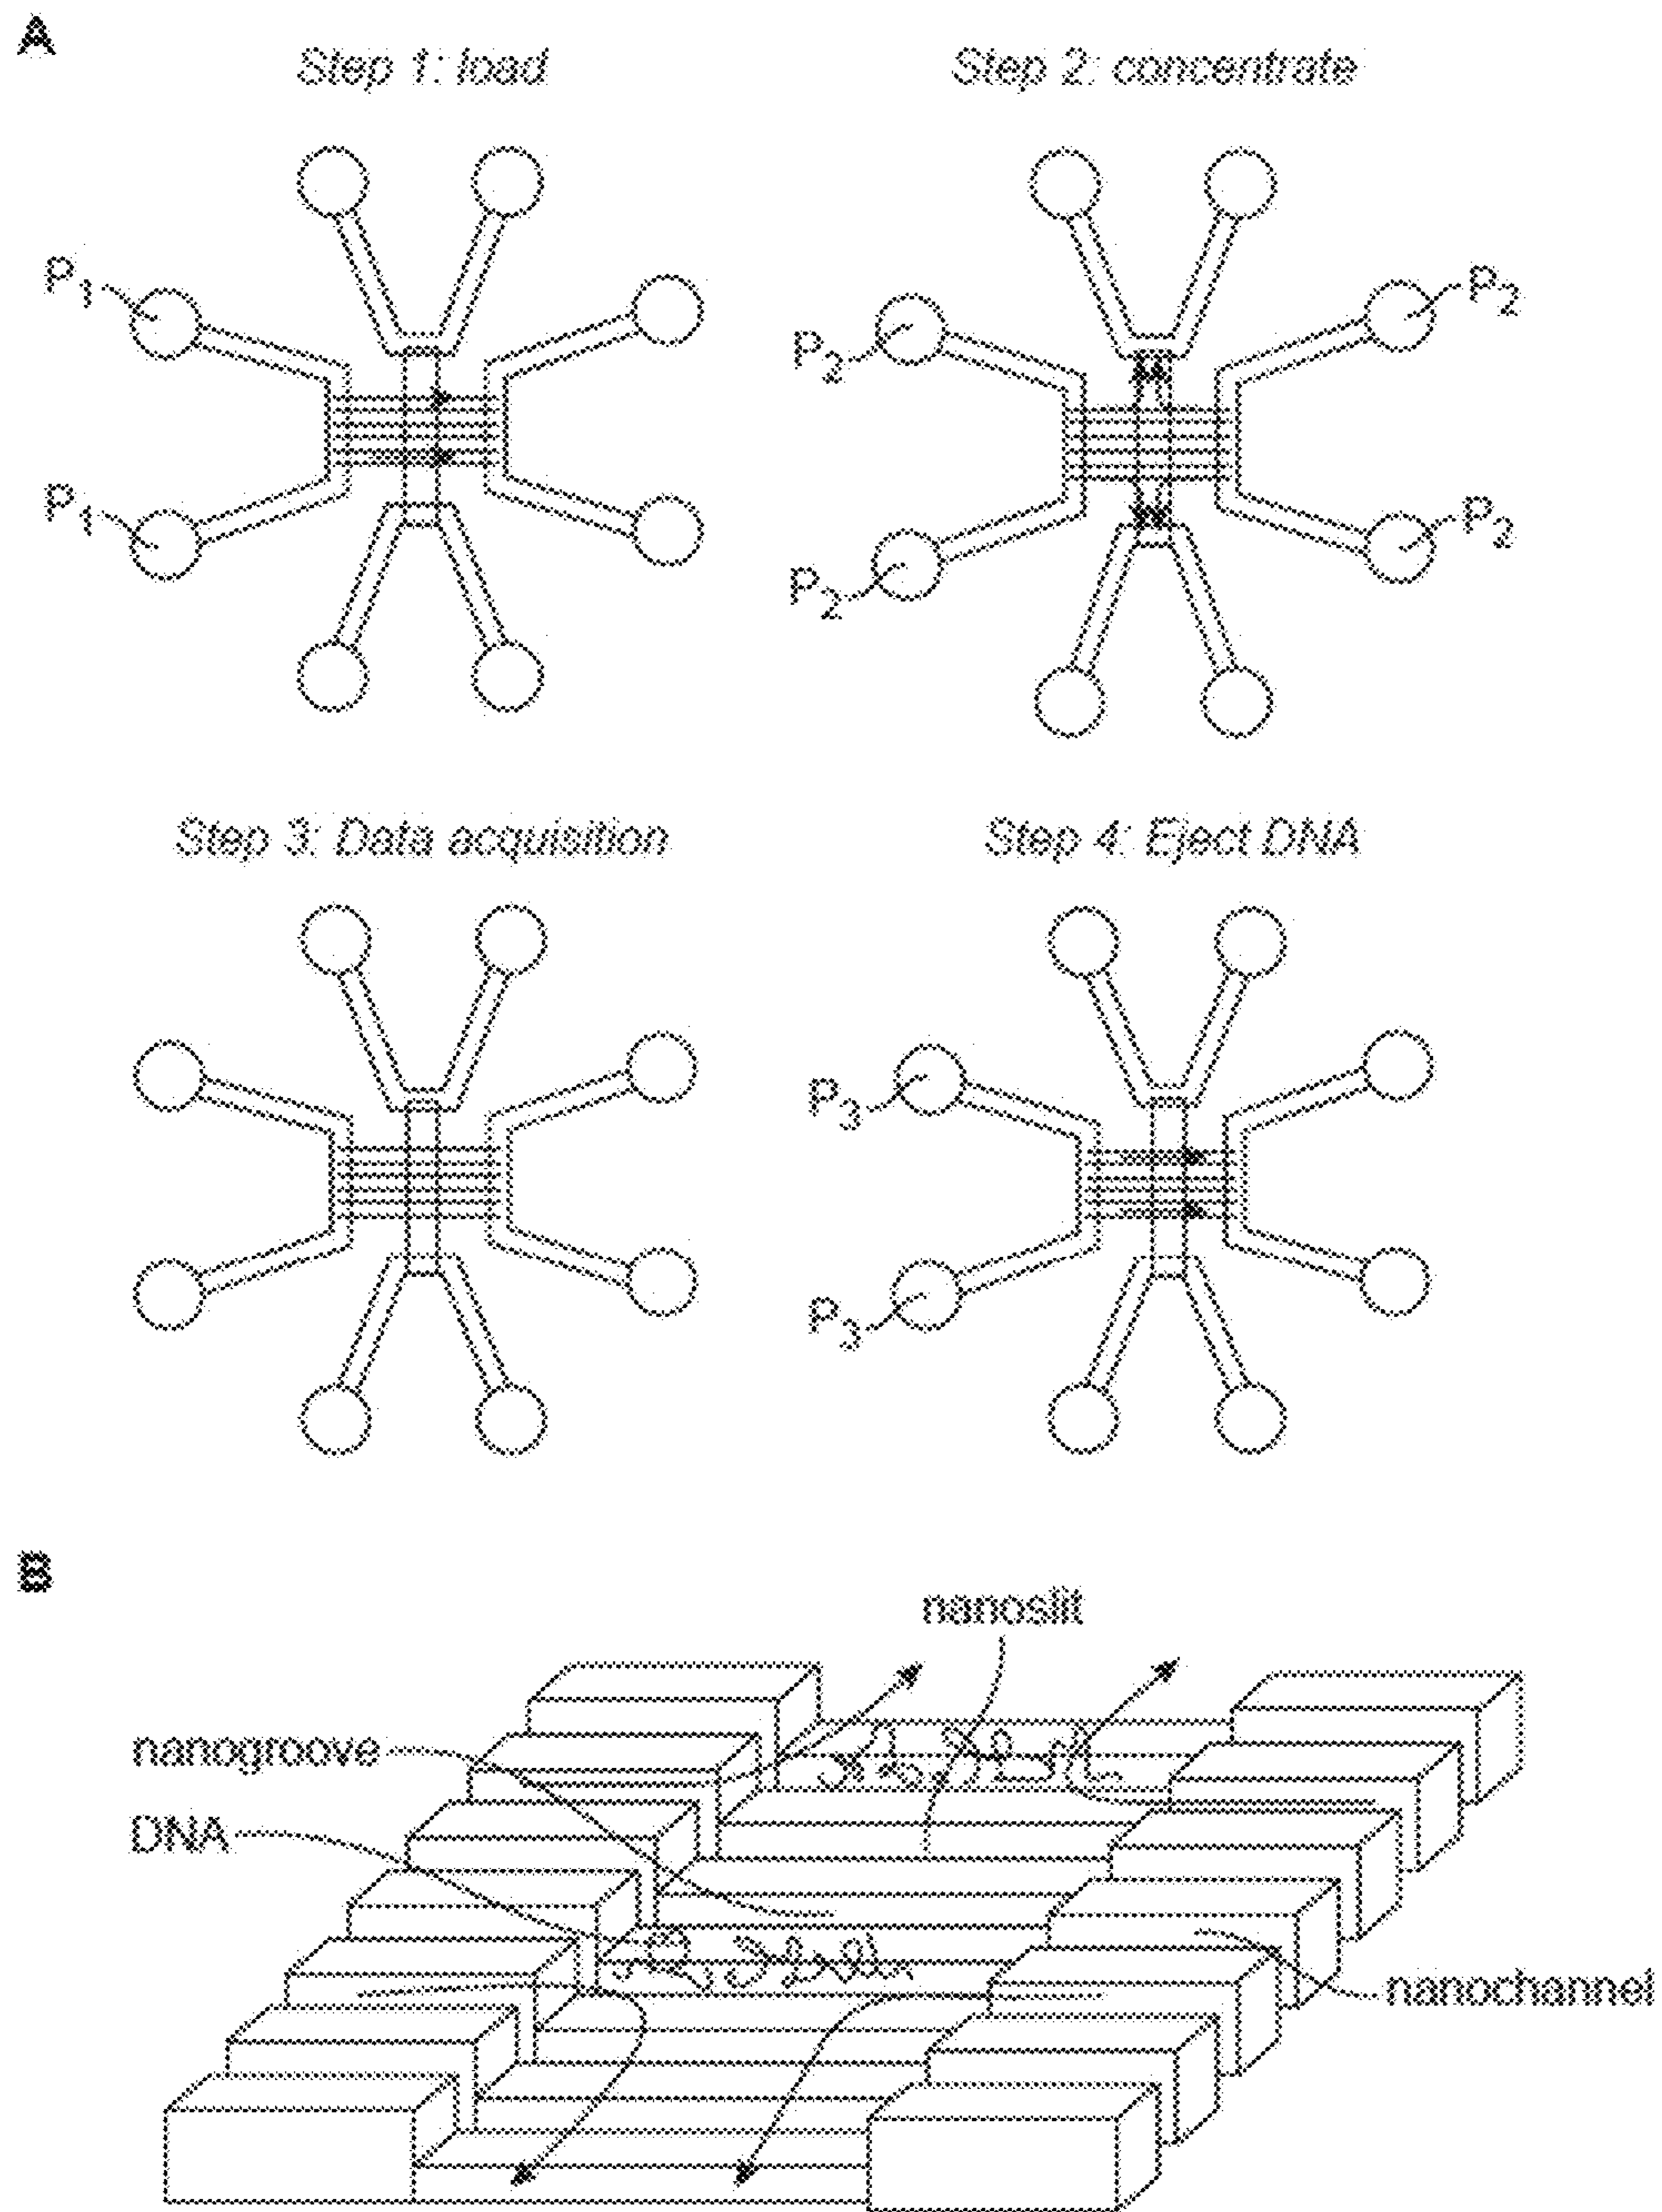 A
Step 1: load
Step 2: concentrate
P1
P2
P2
P1
P2
P2
Step 3: Data acquisition
Step 4: Eject DNA
P3
P3
B
nanoslit
nanogroove
DNA
nanochannel